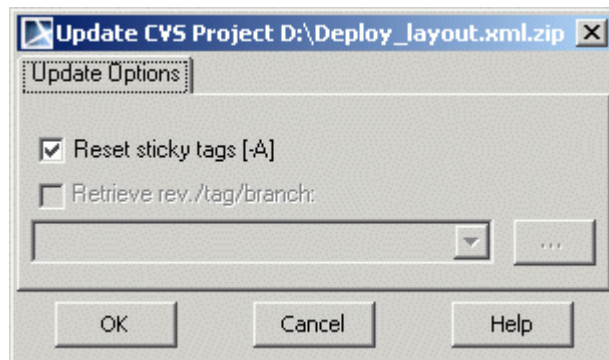 Update CVS Project D:\Deploy_layout.xml.zip
Update Options
Reset sticky tags [-A]
Retrieve rev./tag/branch:
...
OK Cancel Help